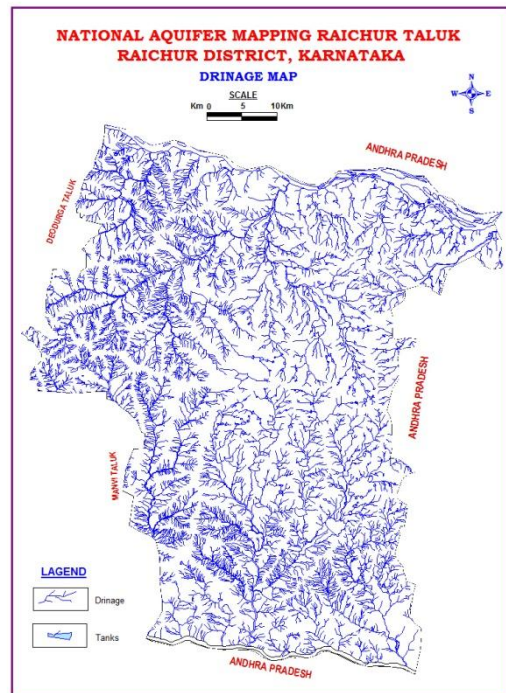 NATIONAL AQUIFER MAPPING RAICHUR TALUK
RAICHUR DISTRICT, KARNATAKA
DRINAGE MAP
SCALE
Km 0 5 10Km
N
W E
S
ANDHRA PRADESH
DEODURGA TALUK
ANDHRA PRADESH
MANVI TALUK
LAGEND
Drinage
Tanks
ANDHRA PRADESH